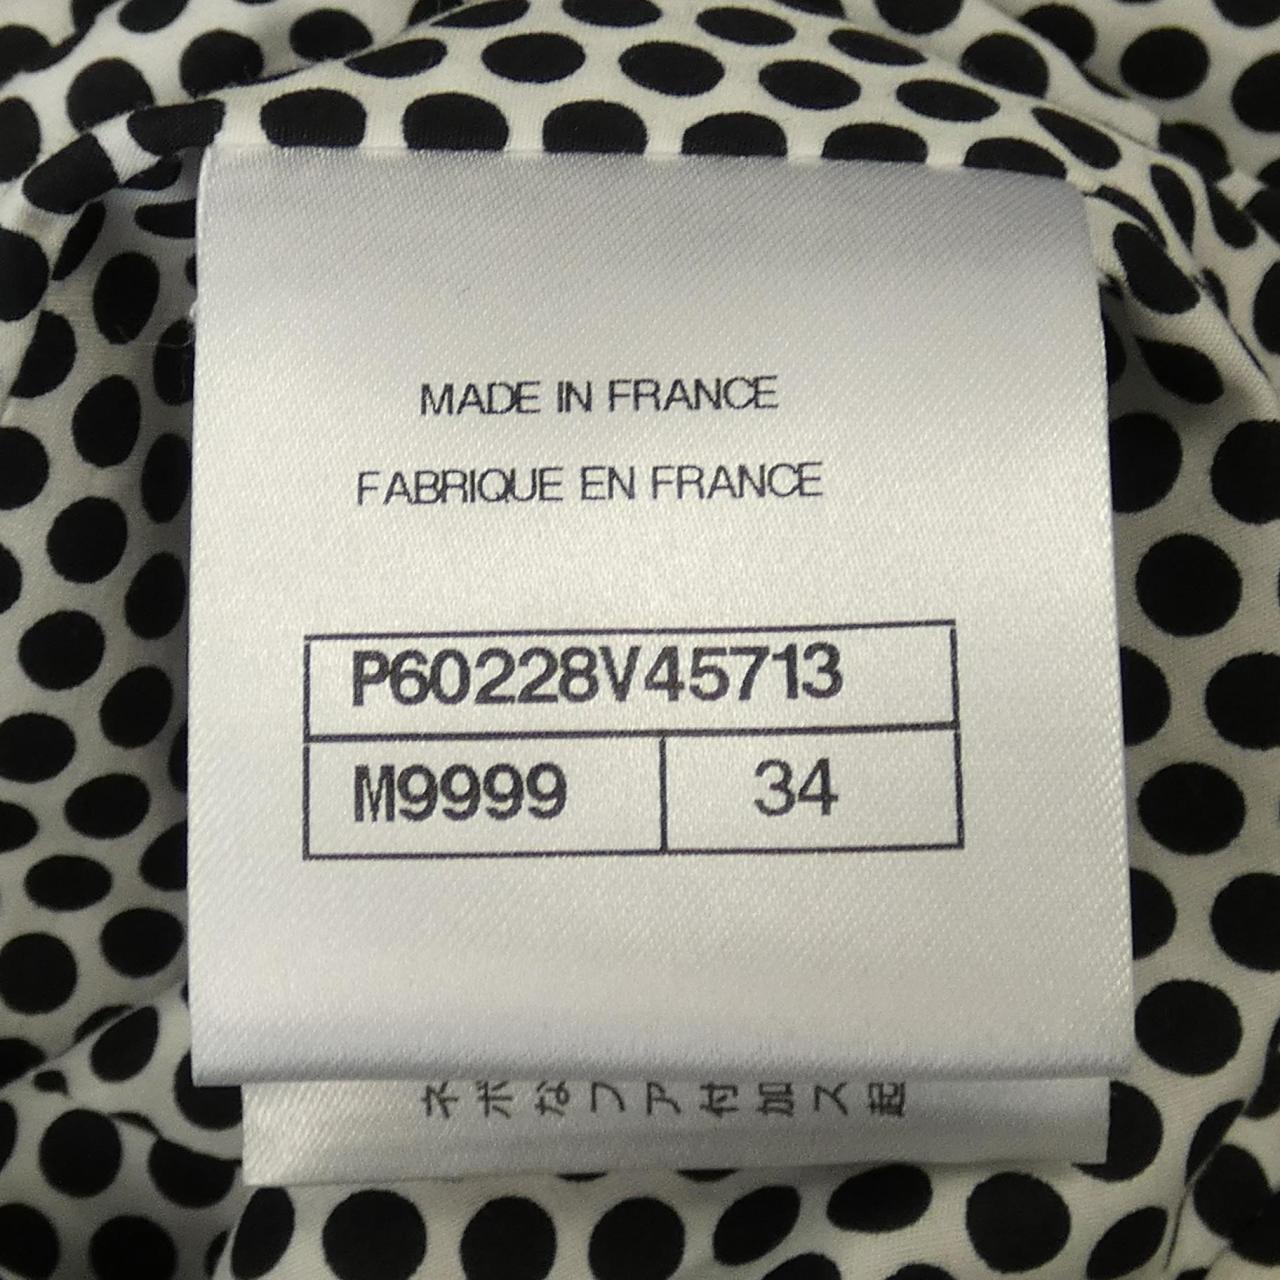 MADE IN FRANCE
FABRIQUE EN FRANCE
P60228V45713
M9999
34